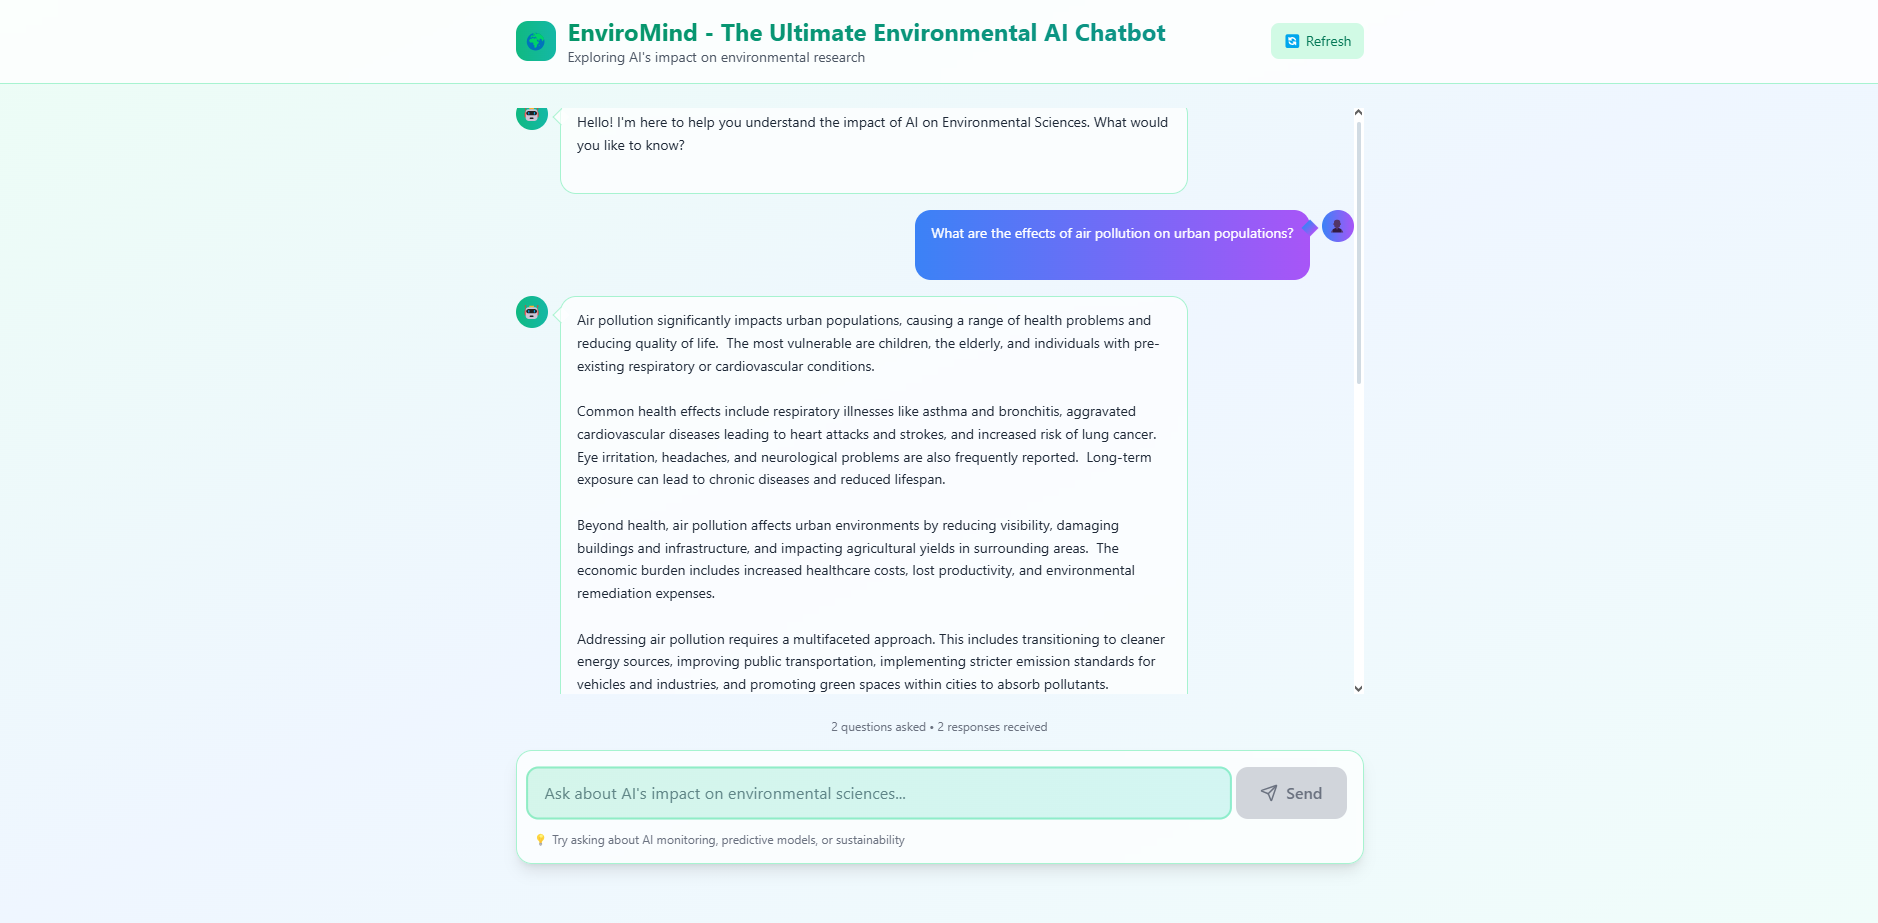 EnviroMind - The Ultimate Environmental AI Chatbot
Exploring AI's impact on environmental research
Refresh
Hello! I'm here to help you understand the impact of AI on Environmental Sciences. What would
you like to know?
What are the effects of air pollution on urban populations?
Air pollution significantly impacts urban populations, causing a range of health problems and
reducing quality of life.  The most vulnerable are children, the elderly, and individuals with pre-
existing respiratory or cardiovascular conditions.
Common health effects include respiratory illnesses like asthma and bronchitis, aggravated
cardiovascular diseases leading to heart attacks and strokes, and increased risk of lung cancer.
Eye irritation, headaches, and neurological problems are also frequently reported.  Long-term
exposure can lead to chronic diseases and reduced lifespan.
Beyond health, air pollution affects urban environments by reducing visibility, damaging
buildings and infrastructure, and impacting agricultural yields in surrounding areas.  The
economic burden includes increased healthcare costs, lost productivity, and environmental
remediation expenses.
Addressing air pollution requires a multifaceted approach. This includes transitioning to cleaner
energy sources, improving public transportation, implementing stricter emission standards for
vehicles and industries, and promoting green spaces within cities to absorb pollutants.
2 questions asked • 2 responses received
Ask about AI's impact on environmental sciences...
Send
Try asking about AI monitoring, predictive models, or sustainability